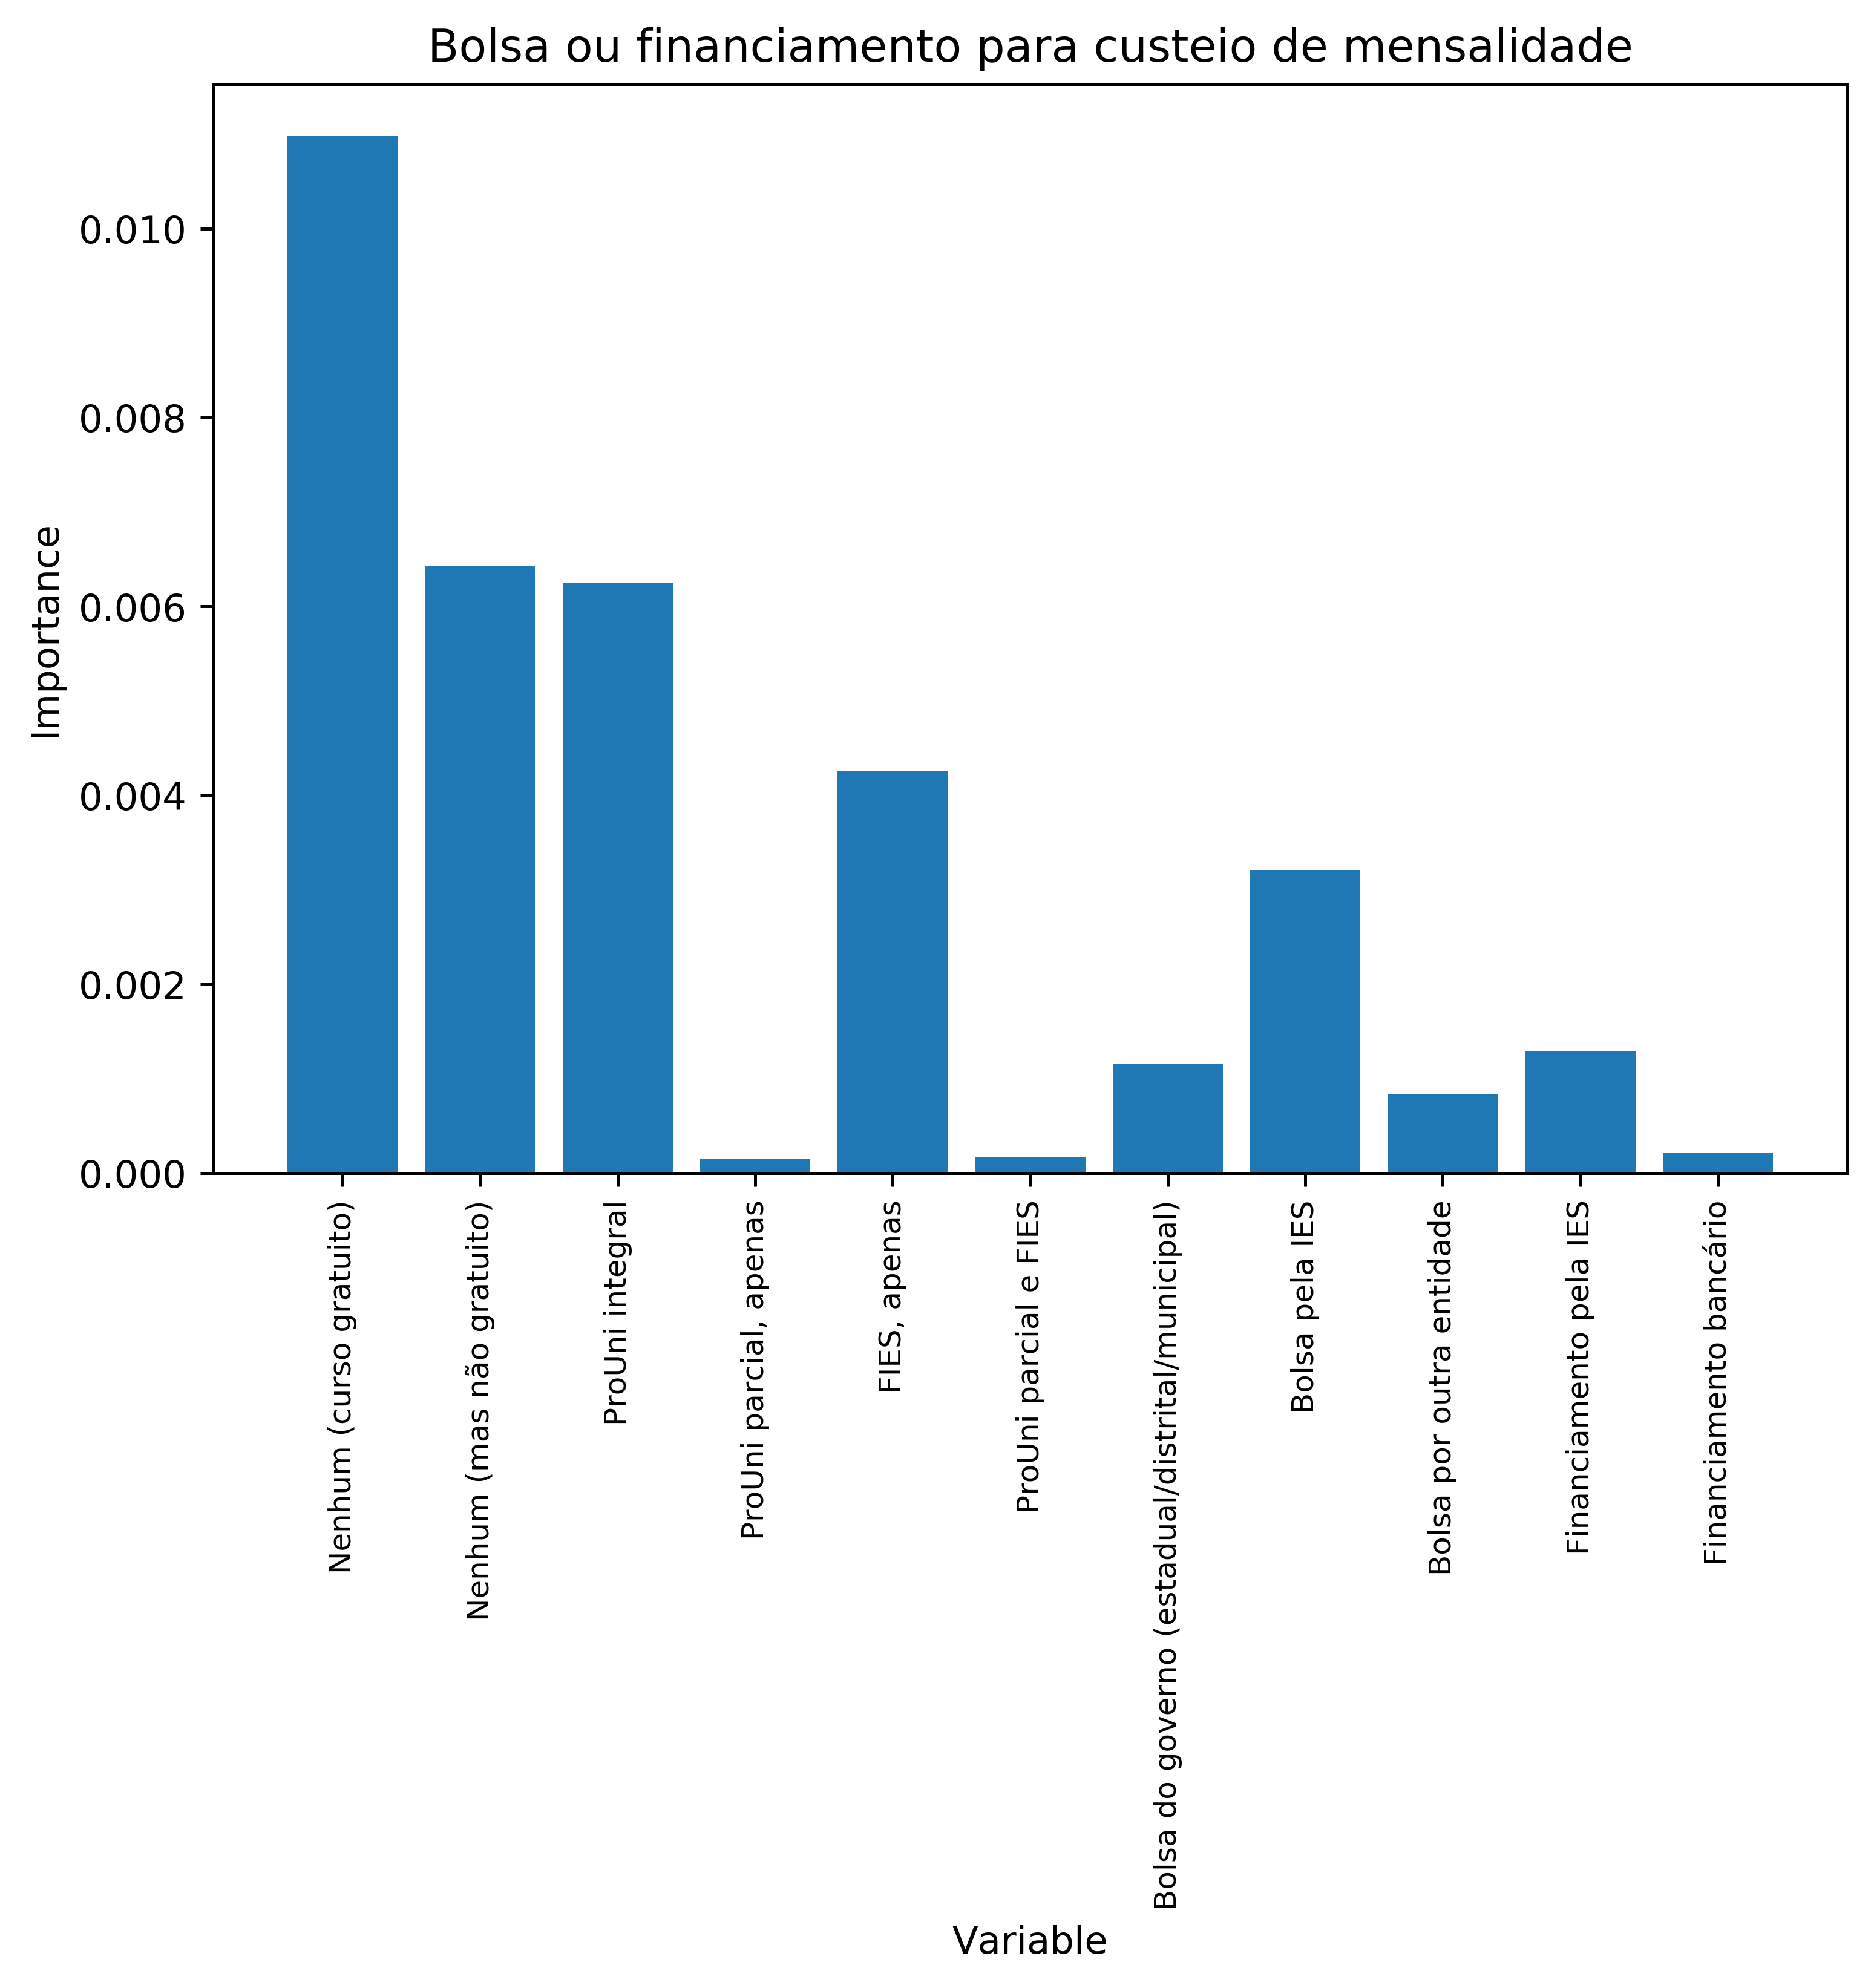 Bolsa ou financiamento para custeio de mensalidade
Importance
0.010
0.008
0.006
0.004
0.002
0.000
Nenhum (curso gratuito)
Nenhum (mas não gratuito)
ProUni integral
ProUni parcial, apenas
FIES, apenas
ProUni parcial e FIES
Bolsa do governo (estadual/distrital/municipal)
Bolsa pela IES
Bolsa por outra entidade
Financiamento pela IES
Financiamento bancário
Variable